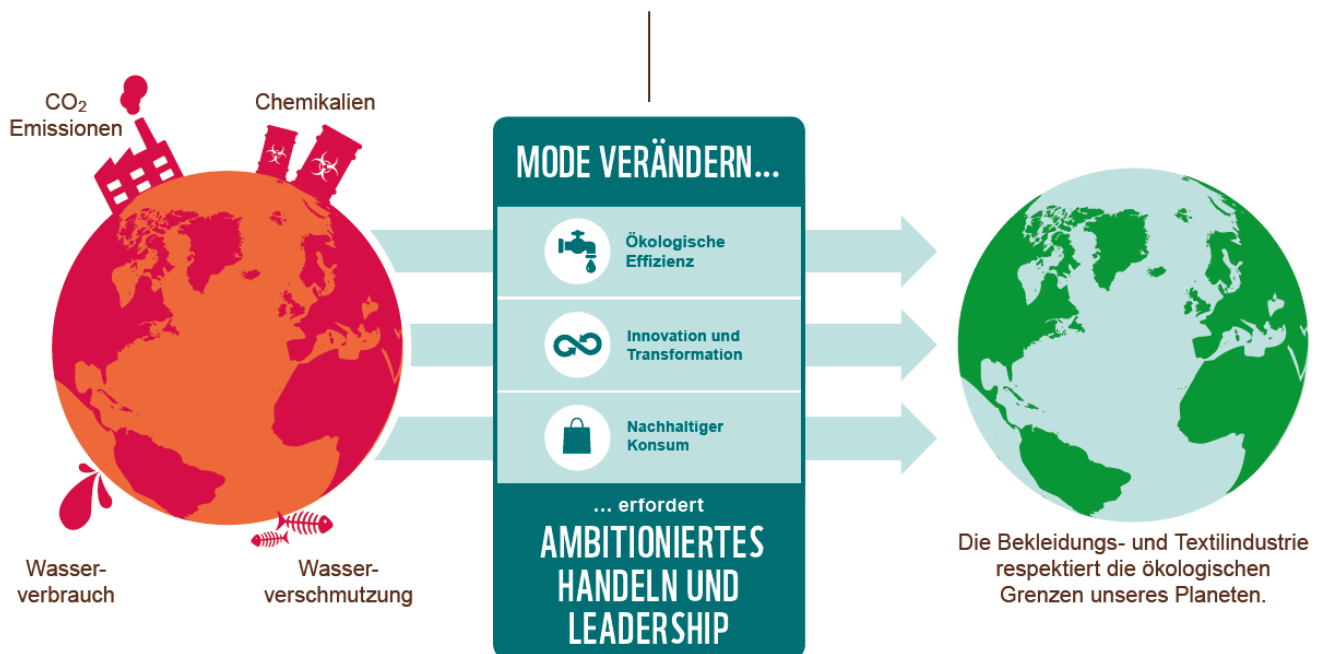 CO₂
Emissionen
Chemikalien
Wasser-
verbrauch
Wasser-
verschmutzung
MODE VERÄNDERN...
Ökologische
Effizienz
Innovation und
Transformation
Nachhaltiger
Konsum
... erfordert
AMBITIONIERTES
HANDELN UND
LEADERSHIP
Die Bekleidungs- und Textilindustrie
respektiert die ökologischen
Grenzen unseres Planeten.